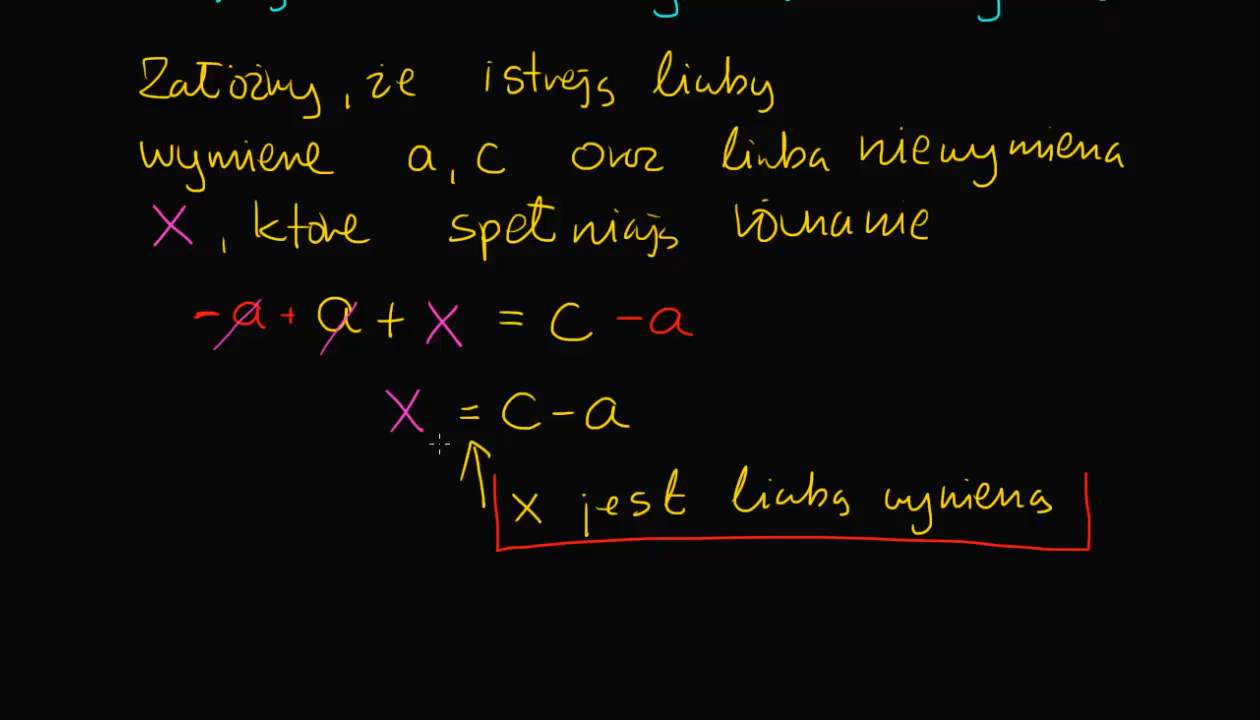 Załóżmy, że istnieją liczby
wymierne a, c oraz liczba niewymierna
x, które spełniają równanie
-a + a + x = c - a
x = c - a
x jest liczbą wymierną